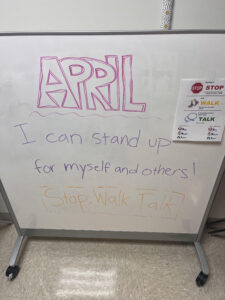 APRIL
STOP
WALK
TALK
I can stand up
for myself and others!
Stop Walk Talk